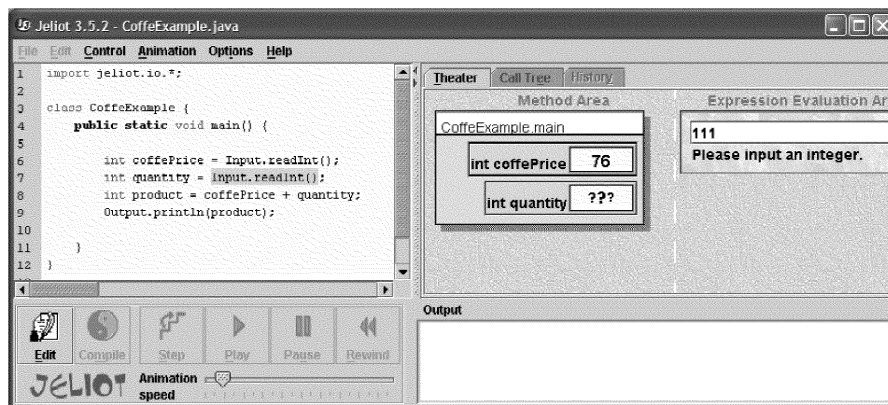 Jeliot 3.5.2 - CoffeExample.java
File Edit Control Animation Options Help
1 import jeliot.io.*;
2
3 class CoffeExample {
4 public static void main() {
5
6 int coffePrice = Input.readInt();
7 int quantity = Input.readInt();
8 int product = coffePrice + quantity;
9 Output.println(product);
10
11 }
12 }
Theater Call Tree History
Method Area
CoffeExample.main
int coffePrice 76
int quantity ???
Expression Evaluation Ar
111
Please input an integer.
Edit Compile Step Play Pause Rewind
JELIOT
Animation speed
Output